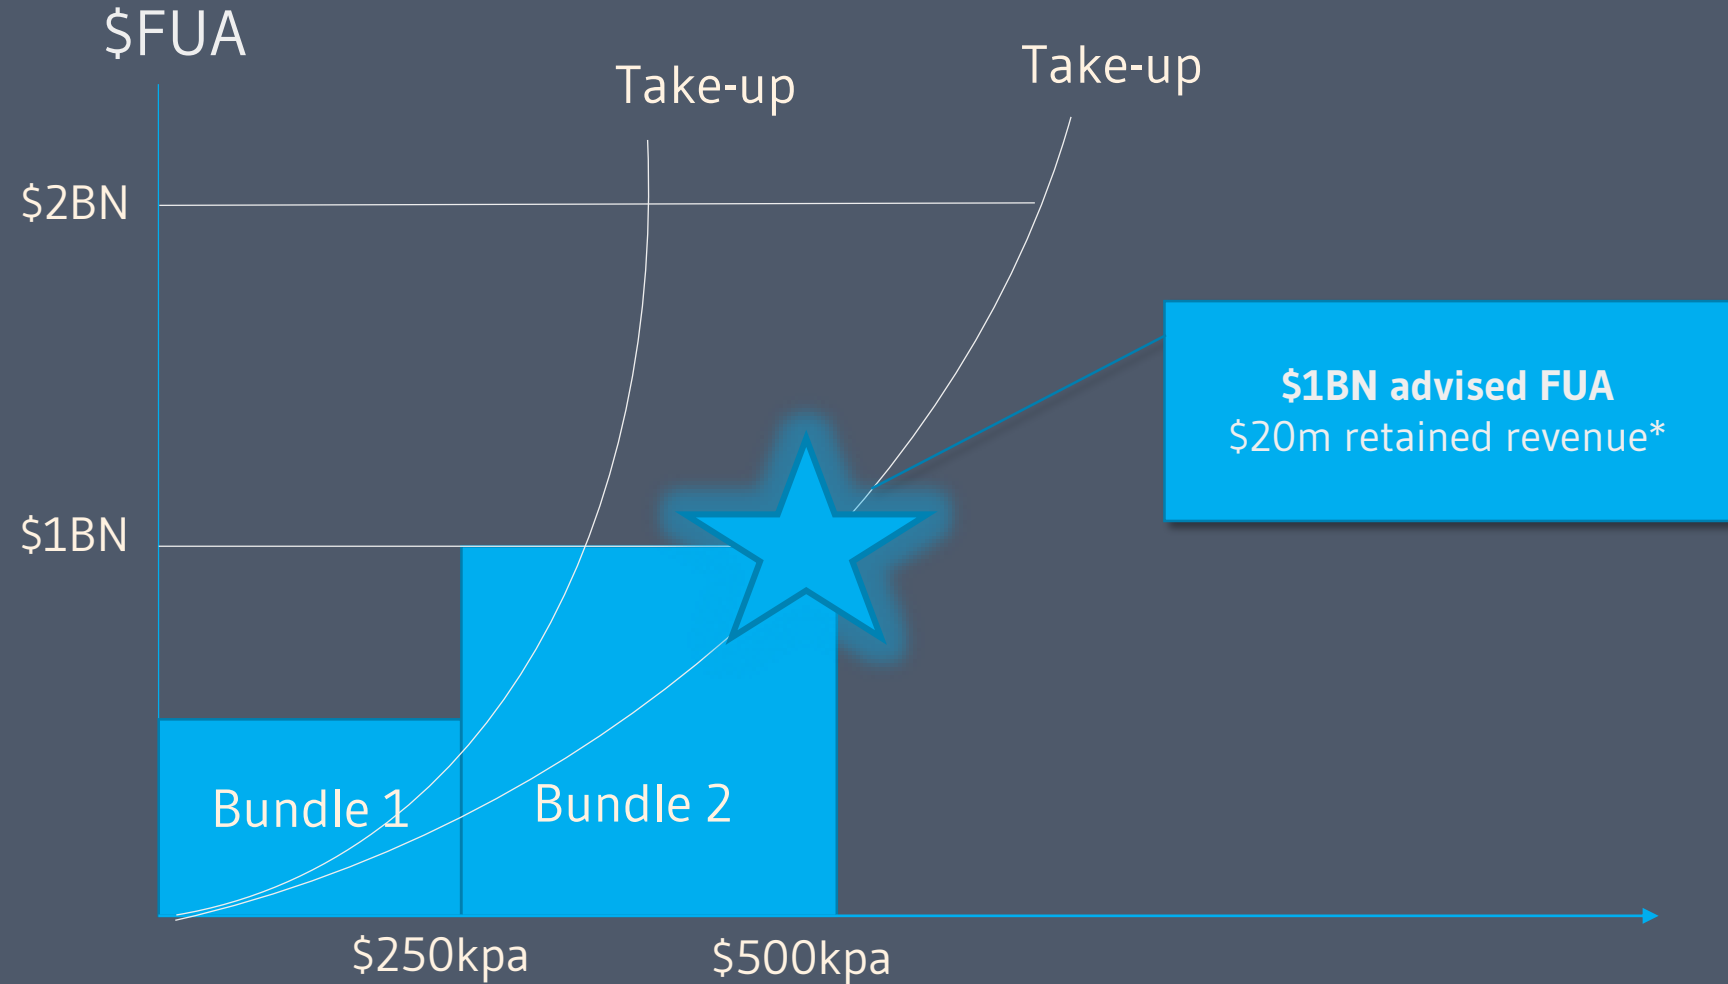 $FUA
Take-up
Take-up
$2BN
$1BN advised FUA
$20m retained revenue*
$1BN
Bundle 1
Bundle 2
$250kpa
$500kpa